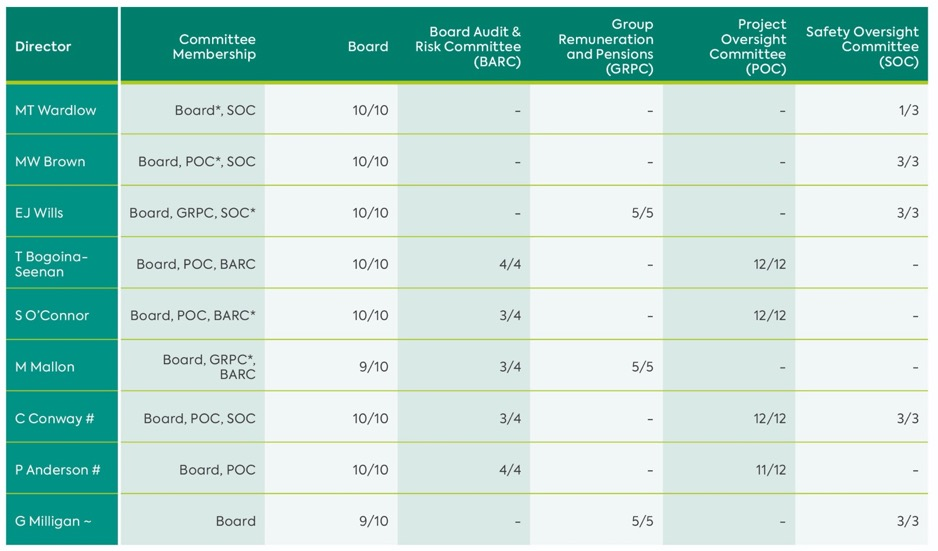 Director Committee Membership Board Board Audit & Risk Committee (BARC) Group Remuneration and Pensions (GRPC) Project Oversight Committee (POC) Safety Oversight Committee (SOC)
MT Wardlow Board*, SOC 10/10 - - - 1/3
MW Brown Board, POC*, SOC 10/10 - - - 3/3
EJ Wills Board, GRPC, SOC* 10/10 - 5/5 - 3/3
T Bogoina-Seenan Board, POC, BARC 10/10 4/4 - 12/12 -
S O’Connor Board, POC, BARC* 10/10 3/4 - 12/12 -
M Mallon Board, GRPC*, BARC 9/10 3/4 5/5 - -
C Conway # Board, POC, SOC 10/10 3/4 - 12/12 3/3
P Anderson # Board, POC 10/10 4/4 - 11/12 -
G Milligan ~ Board 9/10 - 5/5 - 3/3